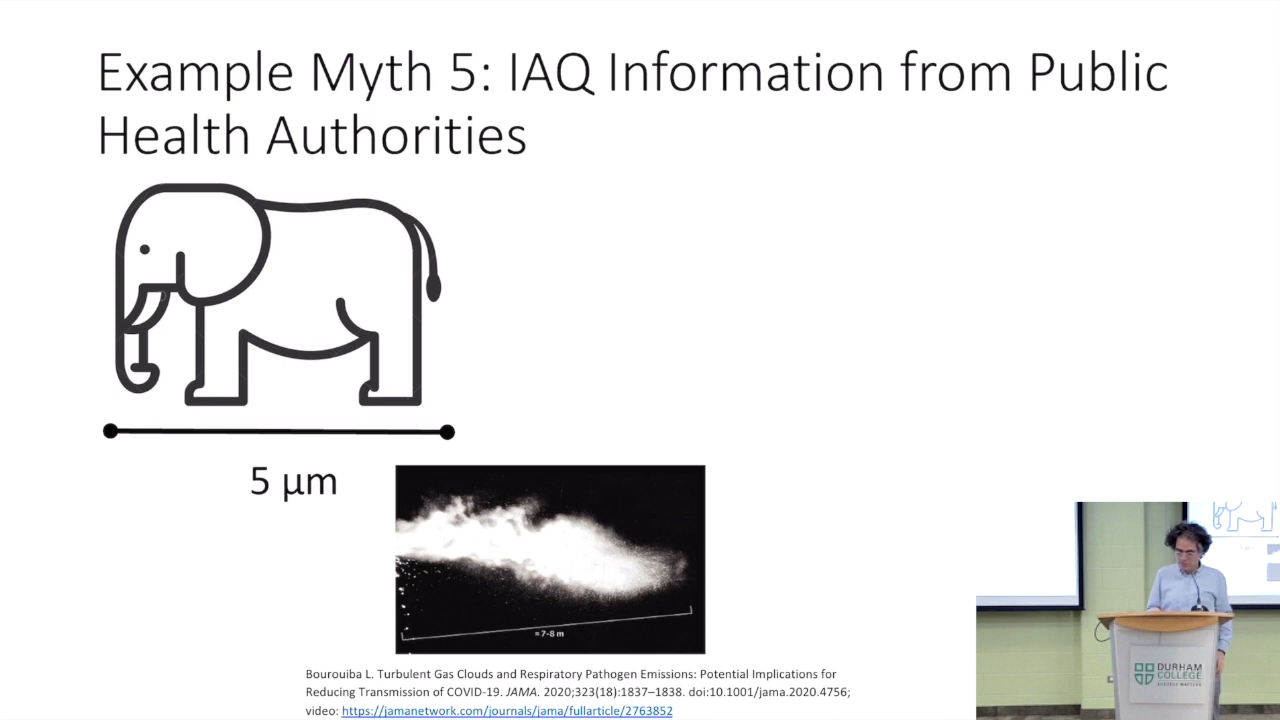 Example Myth 5: IAQ Information from Public
Health Authorities
5 μm
≈7-8 m
Bourouiba L. Turbulent Gas Clouds and Respiratory Pathogen Emissions: Potential Implications for
Reducing Transmission of COVID-19. JAMA. 2020;323(18):1837–1838. doi:10.1001/jama.2020.4756;
video: https://jamanetwork.com/journals/jama/fullarticle/2763852
DURHAM
COLLEGE
SUCCESS MATTERS